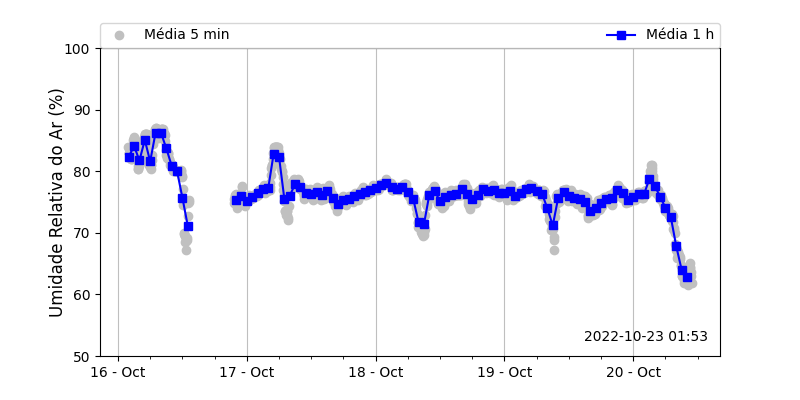 Média 5 min
Média 1 h
Umidade Relativa do Ar (%)
100
90
80
70
60
50
2022-10-23 01:53
16 - Oct
17 - Oct
18 - Oct
19 - Oct
20 - Oct